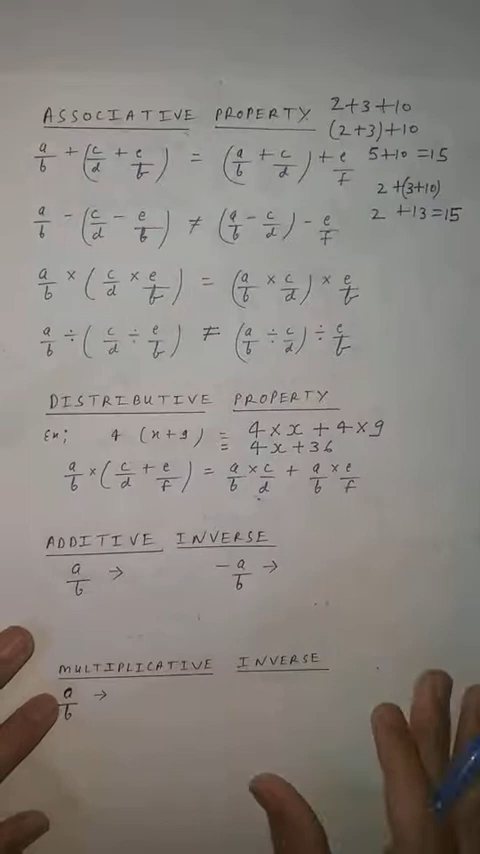 ASSOCIATIVE PROPERTY
2+3+10
(2+3)+10
5+10=15
2+(3+10)
2+13=15
a/b + (c/d + e/f) = (a/b + c/d) + e/f
a/b - (c/d - e/f) ≠ (a/b - c/d) - e/f
a/b × (c/d × e/f) = (a/b × c/d) × e/f
a/b ÷ (c/d ÷ e/f) ≠ (a/b ÷ c/d) ÷ e/f
DISTRIBUTIVE PROPERTY
Ex; 4 (x+9) = 4×x + 4×9
= 4x+36
a/b × (c/d + e/f) = a/b × c/d + a/b × e/f
ADDITIVE INVERSE
a/b → -a/b →
MULTIPLICATIVE INVERSE
a/b →